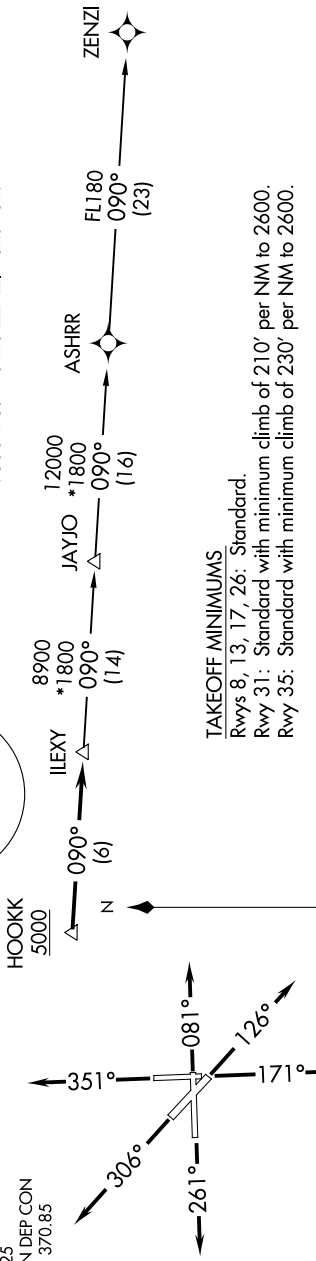 25
N DEP CON
370.85
HOOKK
5000
090°
(6)
ILEXY
8900
*1800
090°
(14)
JAYJO
12000
*1800
090°
(16)
ASHRR
FL180
090°
(23)
ZENZI
N
351°
306°
081°
126°
261°
171°
TAKEOFF MINIMUMS
Rwys 8, 13, 17, 26: Standard.
Rwy 31: Standard with minimum climb of 210' per NM to 2600.
Rwy 35: Standard with minimum climb of 230' per NM to 2600.